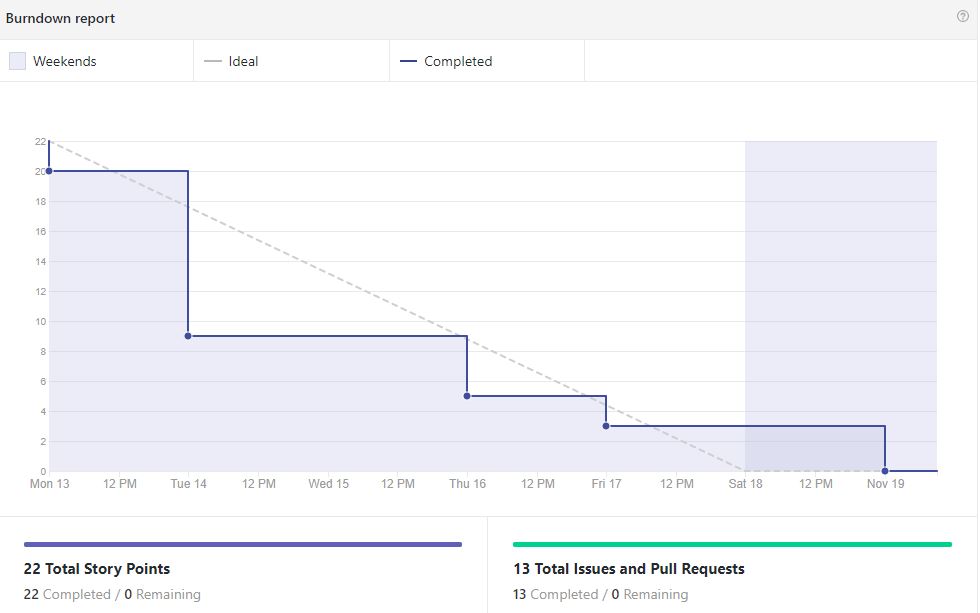 Burndown report
Weekends
Ideal
Completed
22
20
18
16
14
12
10
8
6
4
2
0
Mon 13 12 PM Tue 14 12 PM Wed 15 12 PM Thu 16 12 PM Fri 17 12 PM Sat 18 12 PM Nov 19
22 Total Story Points
22 Completed / 0 Remaining
13 Total Issues and Pull Requests
13 Completed / 0 Remaining